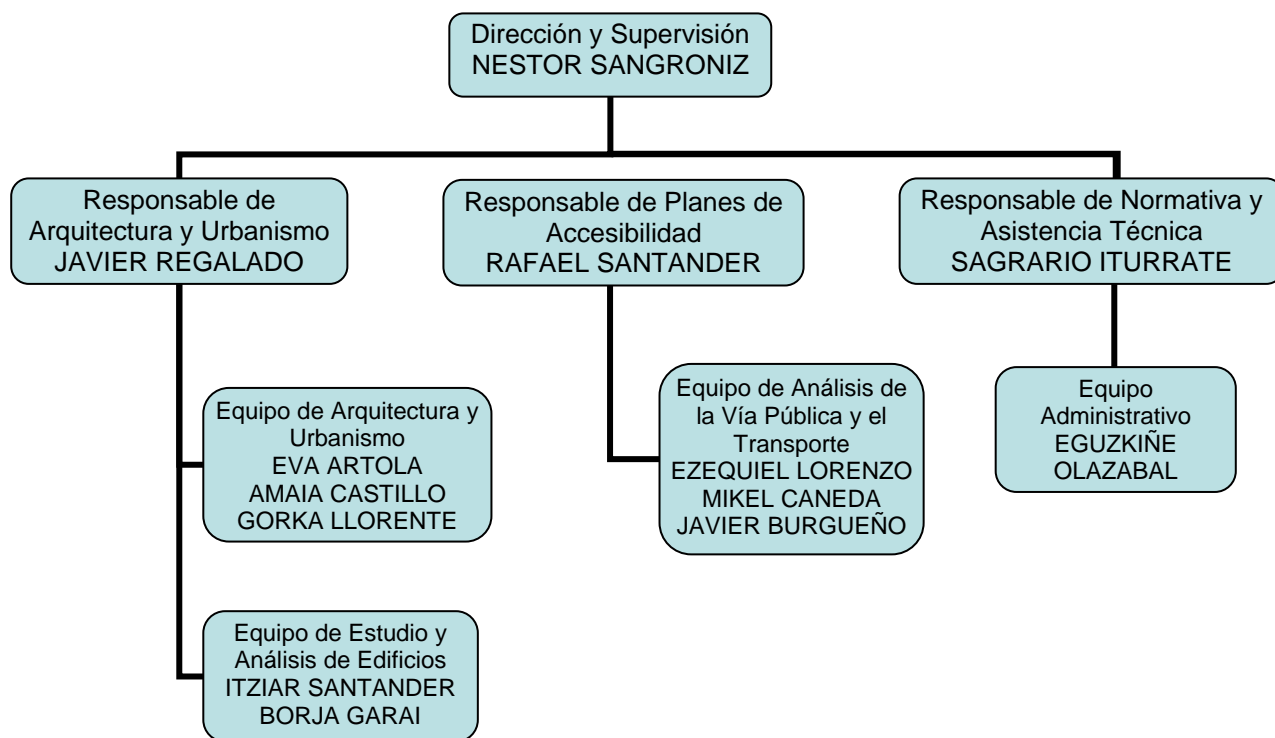 Dirección y Supervisión
NESTOR SANGRONIZ
Responsable de
Arquitectura y Urbanismo
JAVIER REGALADO
Responsable de Planes de
Accesibilidad
RAFAEL SANTANDER
Responsable de Normativa y
Asistencia Técnica
SAGRARIO ITURRATE
Equipo de Arquitectura y
Urbanismo
EVA ARTOLA
AMAIA CASTILLO
GORKA LLORENTE
Equipo de Análisis de
la Vía Pública y el
Transporte
EZEQUIEL LORENZO
MIKEL CANEDA
JAVIER BURGUEÑO
Equipo
Administrativo
EGUZKIÑE
OLAZABAL
Equipo de Estudio y
Análisis de Edificios
ITZIAR SANTANDER
BORJA GARAI